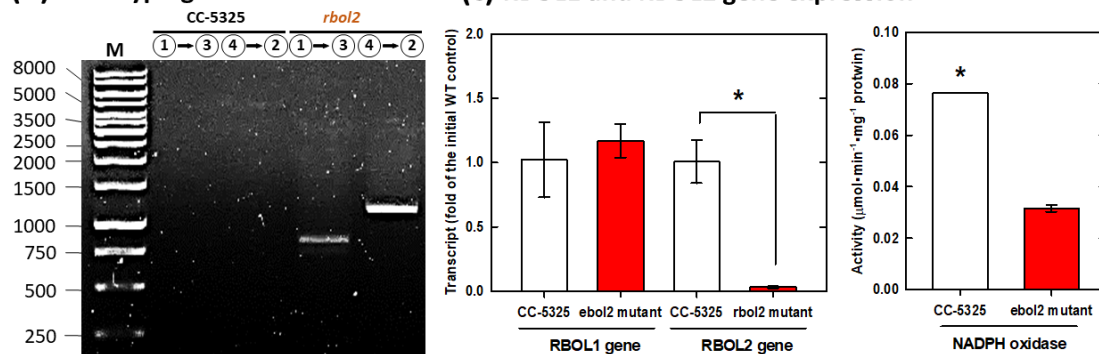 and gene expression
CC-5325 rbol2
M 1 3 4 2 1 3 4 2
8000
5000
3500
2500
2000
1500
1000
750
500
250
Transcript (fold of the initial WT control)
2.0
1.5
1.0
0.5
0.0
*
CC-5325 ebol2 mutant CC-5325 rbol2 mutant
RBOL1 gene RBOL2 gene
Activity (μmol•min⁻¹•mg⁻¹ protwin)
0.10
0.08
0.06
0.04
0.02
0.00
*
CC-5325 ebol2 mutant
NADPH oxidase